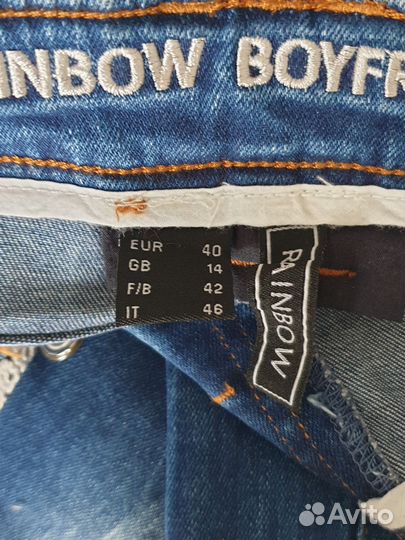 INBOW BOYFR
EUR 40
GB 14
F/B 42
IT 46
RAINBOW
Avito